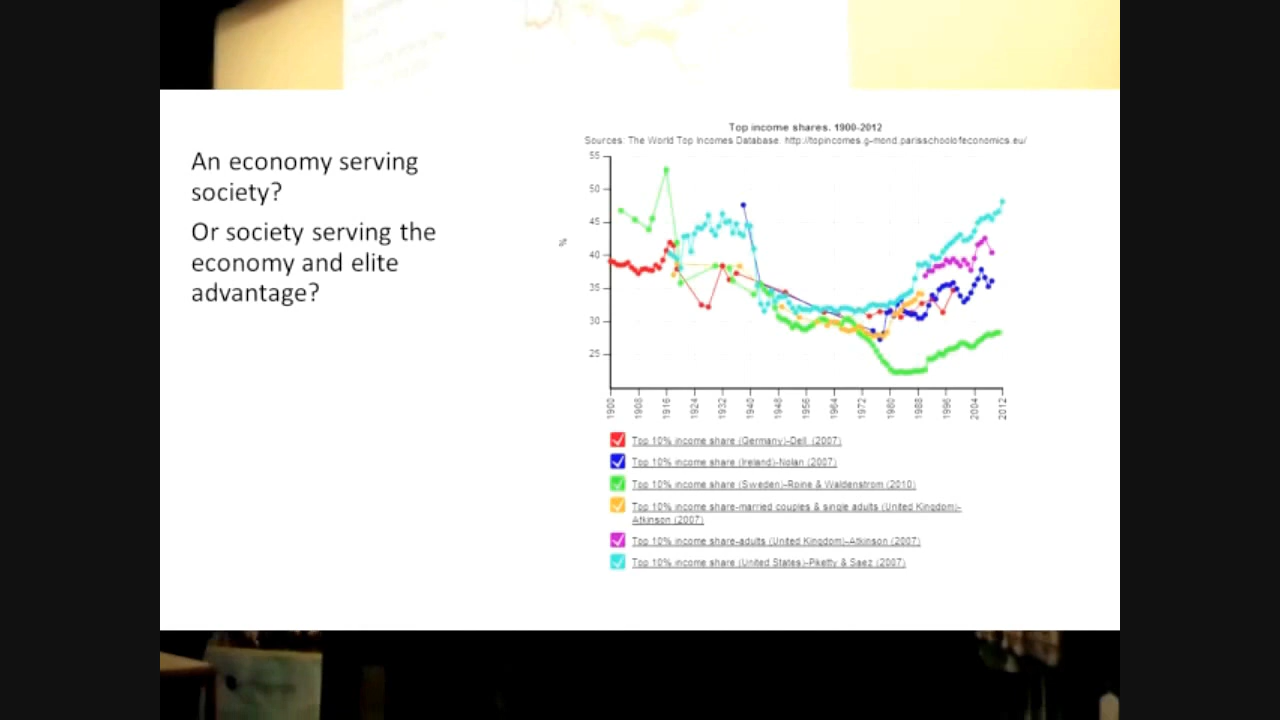 An economy serving
society?
Or society serving the
economy and elite
advantage?
Top income shares, 1900-2012
Sources: The World Top Incomes Database. http://topincomes.g-mond.parisschoolofeconomics.eu/
55
50
45
40
35
30
25
%
1900
1908
1916
1924
1932
1940
1948
1956
1964
1972
1980
1988
1996
2004
2012
Top 10% income share (Germany)-Dell (2007)
Top 10% income share (Ireland)-Nolan (2007)
Top 10% income share (Sweden)-Roine & Waldenstrom (2010)
Top 10% income share-married couples & single adults (United Kingdom)-
Atkinson (2007)
Top 10% income share-adults (United Kingdom)-Atkinson (2007)
Top 10% income share (United States)-Piketty & Saez (2007)